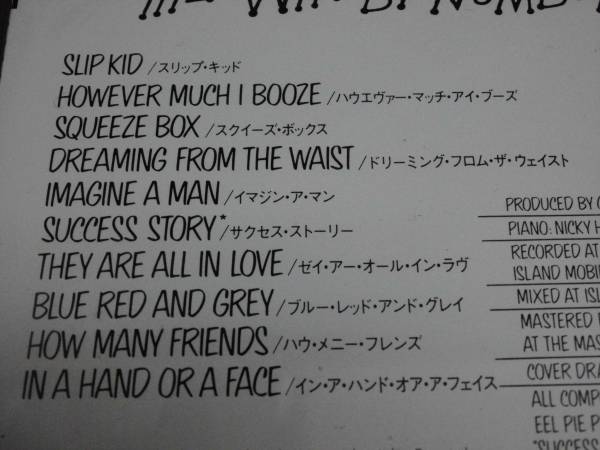 SLIP KID / スリップ・キッド
HOWEVER MUCH I BOOZE / ハウエヴァー・マッチ・アイ・ブーズ
SQUEEZE BOX / スクイーズ・ボックス
DREAMING FROM THE WAIST / ドリーミング・フロム・ザ・ウェイスト
IMAGINE A MAN / イマジン・ア・マン
SUCCESS STORY* / サクセス・ストーリー
THEY ARE ALL IN LOVE / ゼイ・アー・オール・イン・ラヴ
BLUE RED AND GREY / ブルー・レッド・アンド・グレイ
HOW MANY FRIENDS / ハウ・メニー・フレンズ
IN A HAND OR A FACE / イン・ア・ハンド・オア・ア・フェイス
PRODUCED BY
PIANO: NICKY
RECORDED AT
ISLAND MOBI
MIXED AT ISL
MASTERED
AT THE MAS
COVER DRA
ALL COMP
EEL PIE P
"SUCCESS